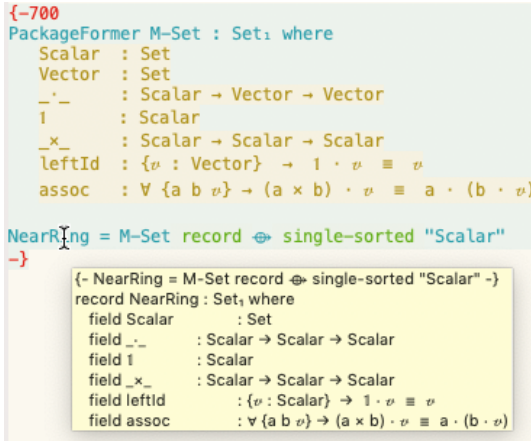 {-700
PackageFormer M-Set : Set₁ where
Scalar : Set
Vector : Set
_·_ : Scalar → Vector → Vector
𝟙 : Scalar
_×_ : Scalar → Scalar → Scalar
leftId : {𝓋 : Vector} → 𝟙 · 𝓋 ≡ 𝓋
assoc : ∀ {a b 𝓋} → (a × b) · 𝓋 ≡ a · (b · 𝓋)
NearRing = M-Set record ⟴ single-sorted "Scalar"
-}
{- NearRing = M-Set record ⟴ single-sorted "Scalar" -}
record NearRing : Set₁ where
field Scalar : Set
field _·_ : Scalar → Scalar → Scalar
field 𝟙 : Scalar
field _×_ : Scalar → Scalar → Scalar
field leftId : {𝓋 : Scalar} → 𝟙 · 𝓋 ≡ 𝓋
field assoc : ∀ {a b 𝓋} → (a × b) · 𝓋 ≡ a · (b · 𝓋)